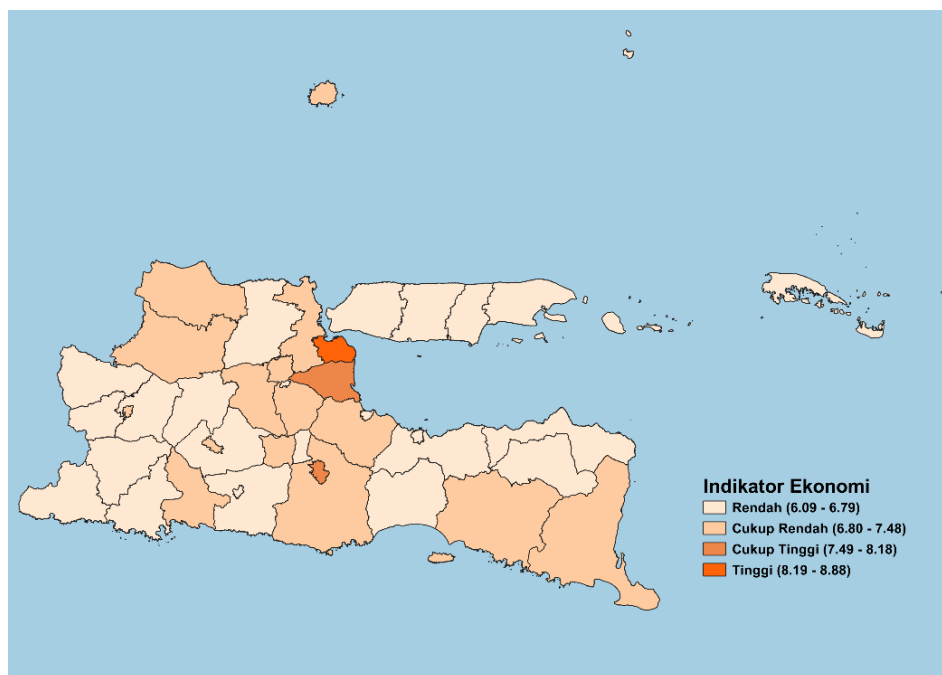 Indikator Ekonomi
Rendah (6.09 - 6.79)
Cukup Rendah (6.80 - 7.48)
Cukup Tinggi (7.49 - 8.18)
Tinggi (8.19 - 8.88)